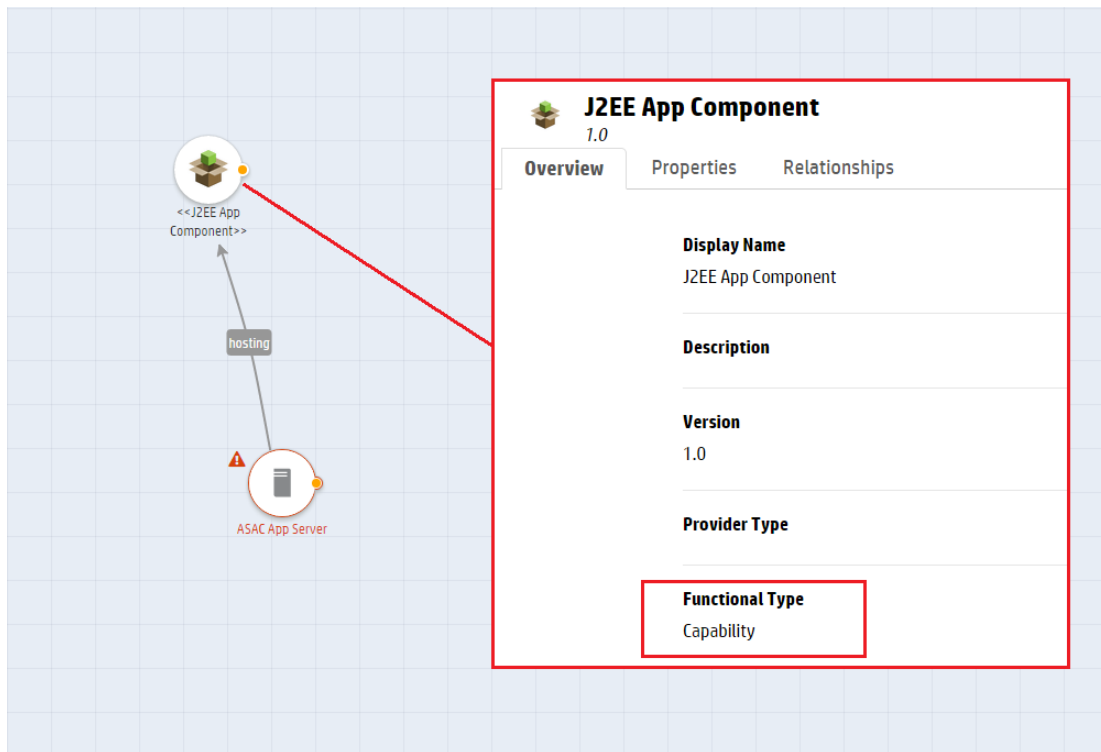 <<J2EE App
Component>>
hosting
ASAC App Server
J2EE App Component
1.0
Overview
Properties
Relationships
Display Name
J2EE App Component
Description
Version
1.0
Provider Type
Functional Type
Capability